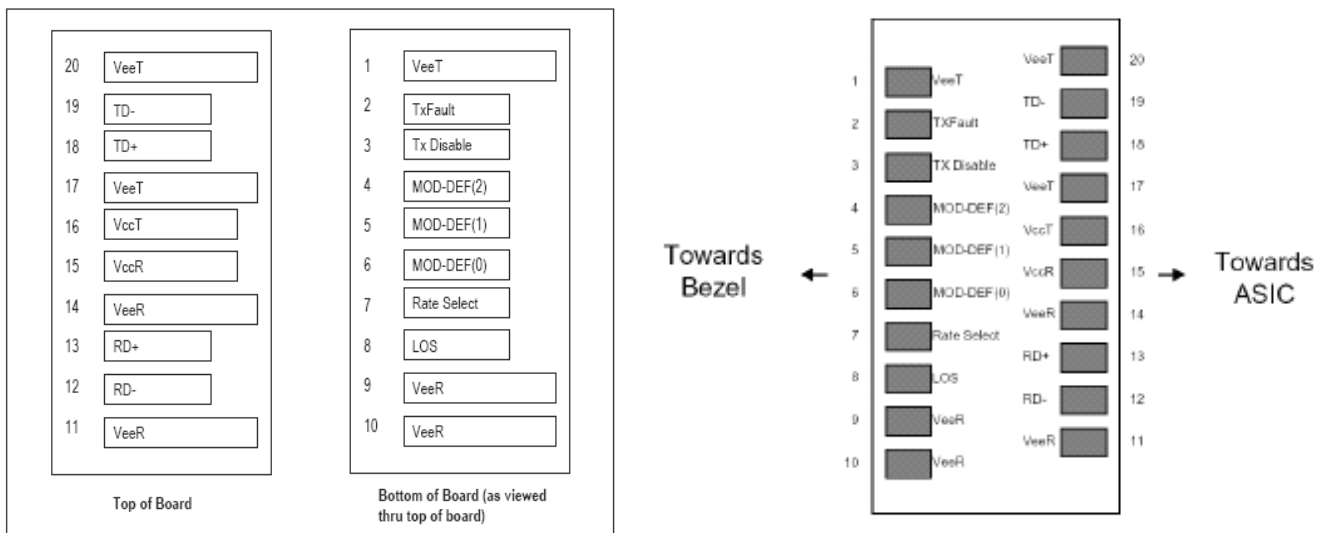 20 VeeT
19 TD-
18 TD+
17 VeeT
16 VccT
15 VccR
14 VeeR
13 RD+
12 RD-
11 VeeR
Top of Board
1 VeeT
2 TxFault
3 Tx Disable
4 MOD-DEF(2)
5 MOD-DEF(1)
6 MOD-DEF(0)
7 Rate Select
8 LOS
9 VeeR
10 VeeR
Bottom of Board (as viewed
thru top of board)
Towards
Bezel
1 VeeT
2 TXFault
3 TX Disable
4 MOD-DEF(2)
5 MOD-DEF(1)
6 MOD-DEF(0)
7 Rate Select
8 LOS
9 VeeR
10 VeeR
VeeT 20
TD- 19
TD+ 18
VeeT 17
VccT 16
VccR 15
VeeR 14
RD+ 13
RD- 12
VeeR 11
Towards
ASIC